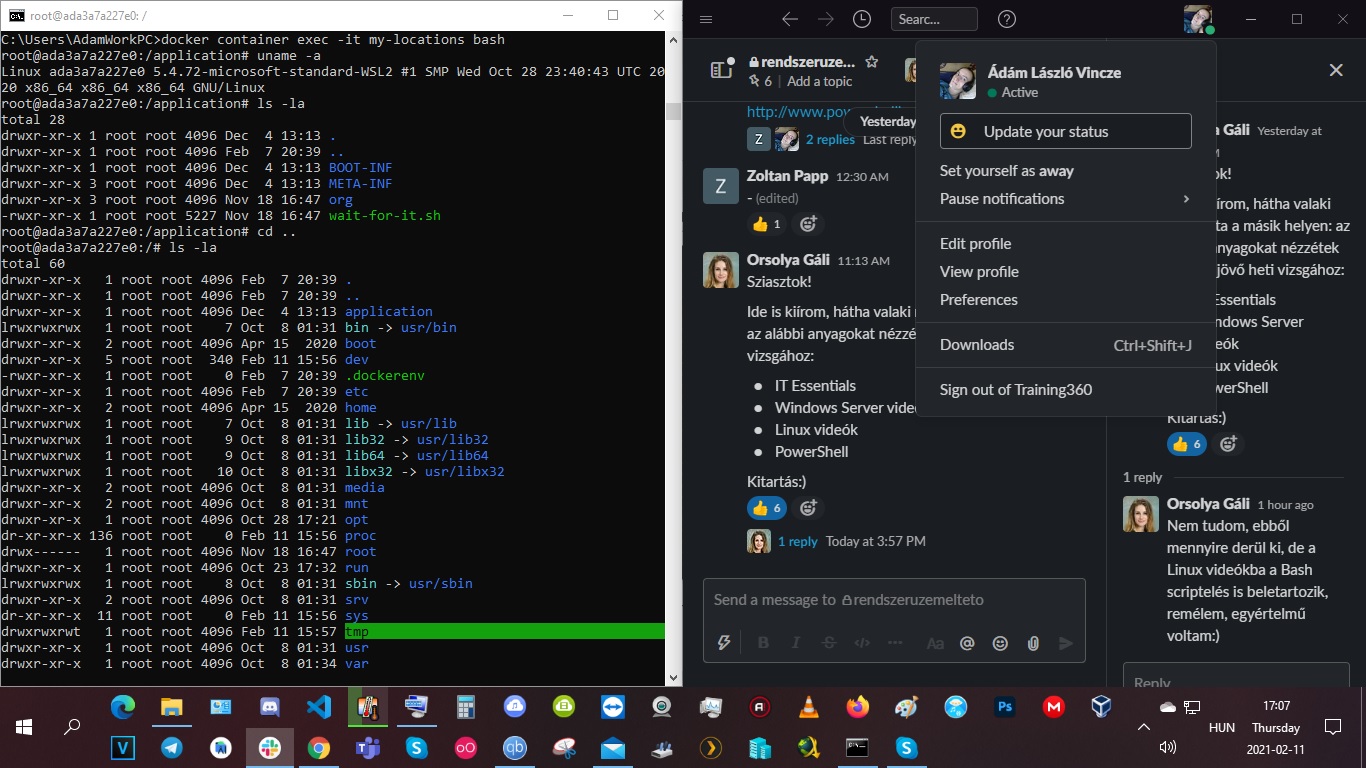 root@ada3a7a227e0: /
C:\Users\AdamWorkPC>docker container exec -it my-locations bash
root@ada3a7a227e0:/application# uname -a
Linux ada3a7a227e0 5.4.72-microsoft-standard-WSL2 #1 SMP Wed Oct 28 23:40:43 UTC 20
20 x86_64 x86_64 x86_64 GNU/Linux
root@ada3a7a227e0:/application# ls -la
total 28
drwxr-xr-x 1 root root 4096 Dec  4 13:13 .
drwxr-xr-x 1 root root 4096 Feb  7 20:39 ..
drwxr-xr-x 1 root root 4096 Dec  4 13:13 BOOT-INF
drwxr-xr-x 3 root root 4096 Dec  4 13:13 META-INF
drwxr-xr-x 3 root root 4096 Nov 18 16:47 org
-rwxr-xr-x 1 root root 5227 Nov 18 16:47 wait-for-it.sh
root@ada3a7a227e0:/application# cd ..
root@ada3a7a227e0:/# ls -la
total 60
drwxr-xr-x   1 root root 4096 Feb  7 20:39 .
drwxr-xr-x   1 root root 4096 Feb  7 20:39 ..
drwxr-xr-x   1 root root 4096 Dec  4 13:13 application
lrwxrwxrwx   1 root root    7 Oct  8 01:31 bin -> usr/bin
drwxr-xr-x   2 root root 4096 Apr 15  2020 boot
drwxr-xr-x   5 root root  340 Feb 11 15:56 dev
-rwxr-xr-x   1 root root    0 Feb  7 20:39 .dockerenv
drwxr-xr-x   1 root root 4096 Feb  7 20:39 etc
drwxr-xr-x   2 root root 4096 Apr 15  2020 home
lrwxrwxrwx   1 root root    7 Oct  8 01:31 lib -> usr/lib
lrwxrwxrwx   1 root root    9 Oct  8 01:31 lib32 -> usr/lib32
lrwxrwxrwx   1 root root    9 Oct  8 01:31 lib64 -> usr/lib64
lrwxrwxrwx   1 root root   10 Oct  8 01:31 libx32 -> usr/libx32
drwxr-xr-x   2 root root 4096 Oct  8 01:31 media
drwxr-xr-x   2 root root 4096 Oct  8 01:31 mnt
drwxr-xr-x   1 root root 4096 Oct 28 17:21 opt
dr-xr-xr-x 136 root root    0 Feb 11 15:56 proc
drwx------   1 root root 4096 Nov 18 16:47 root
drwxr-xr-x   1 root root 4096 Oct 23 17:32 run
lrwxrwxrwx   1 root root    8 Oct  8 01:31 sbin -> usr/sbin
drwxr-xr-x   2 root root 4096 Oct  8 01:31 srv
dr-xr-xr-x  11 root root    0 Feb 11 15:56 sys
drwxrwxrwt   1 root root 4096 Feb 11 15:57 tmp
drwxr-xr-x   1 root root 4096 Oct  8 01:31 usr
drwxr-xr-x   1 root root 4096 Oct  8 01:34 var
Searc...
rendszeruze...
6 | Add a topic
Yesterday
2 replies Last reply
Z
Zoltan Papp 12:30 AM
- (edited)
1
Orsolya Gáli 11:13 AM
Sziasztok!
Ide is kiírom, hátha valaki
az alábbi anyagokat nézzé
vizsgához:
IT Essentials
Windows Server vide
Linux videók
PowerShell
Kitartás:)
6
1 reply Today at 3:57 PM
Send a message to rendszeruzemelteto
Ádám László Vincze
Active
Update your status
Set yourself as away
Pause notifications
Edit profile
View profile
Preferences
Downloads Ctrl+Shift+J
Sign out of Training360
a Gáli Yesterday at
ok!
kiírom, hátha valaki
ta a másik helyen: az
nyagokat nézzétek
jövő heti vizsgához:
Essentials
ndows Server
eók
ux videók
werShell
Kitartás:)
6
1 reply
Orsolya Gáli 1 hour ago
Nem tudom, ebből
mennyire derül ki, de a
Linux videókba a Bash
scriptelés is beletartozik,
remélem, egyértelmű
voltam:)
Reply
HUN
17:07
Thursday
2021-02-11